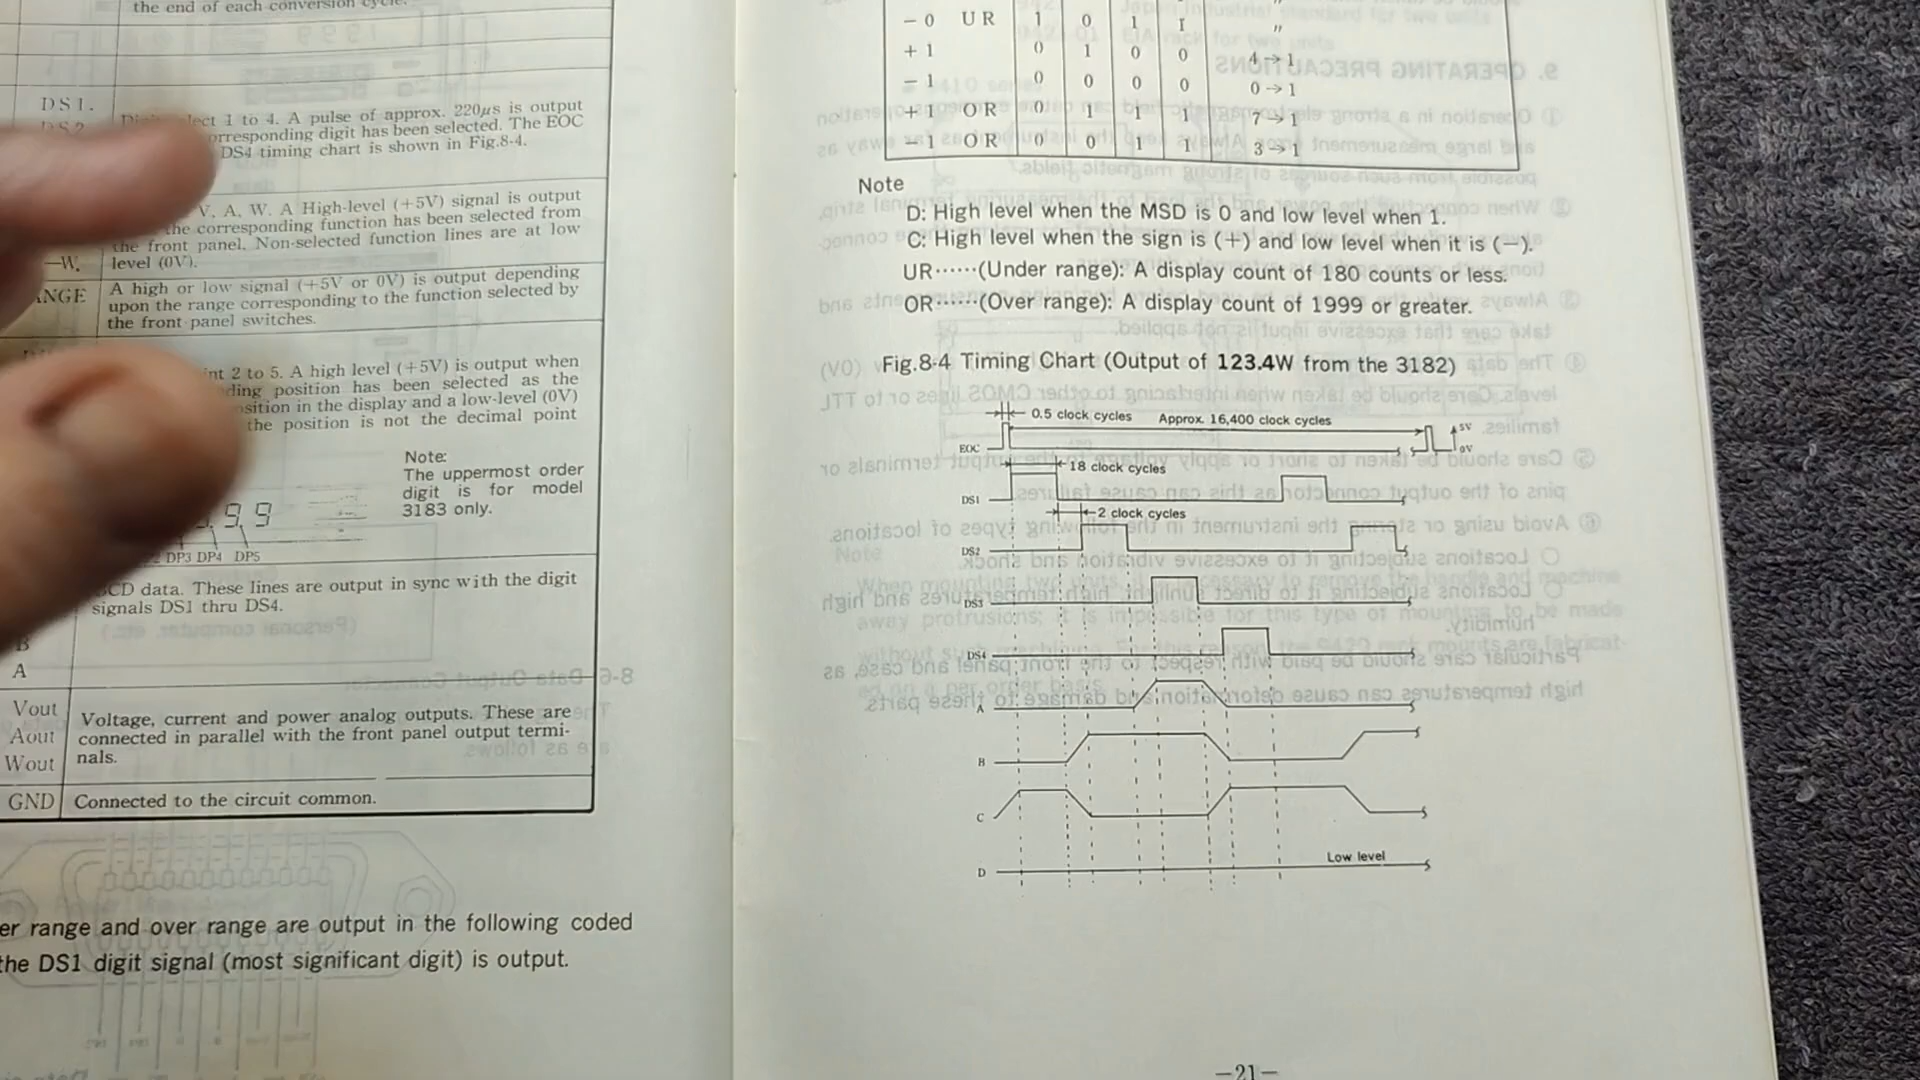 the end of each conversion cycle.
DS1.
1 to 4. A pulse of approx. 220μs is output
corresponding digit has been selected. The EOC
DS4 timing chart is shown in Fig.8-4.
V, A, W. A High-level (+5V) signal is output
the corresponding function has been selected from
the front panel. Non-selected function lines are at low
—W. level (0V).
A high or low signal (+5V or 0V) is output depending
upon the range corresponding to the function selected by
the front panel switches.
2 to 5. A high level (+5V) is output when
position has been selected as the
in the display and a low-level (0V)
the position is not the decimal point
Note:
The uppermost order
digit is for model
3183 only.
9. 9
DP3 DP4 DP5
BCD data. These lines are output in sync with the digit
signals DS1 thru DS4.
B
A
Vout
Aout
Wout
Voltage, current and power analog outputs. These are
connected in parallel with the front panel output termi-
nals.
GND Connected to the circuit common.
range and over range are output in the following coded
the DS1 digit signal (most significant digit) is output.
−0 UR 1 0 1 1 〃
+1 0 1 0 0 4→1
−1 0 0 0 0 0→1
+1 OR 0 1 1 1 7→1
−1 OR 0 0 1 1 3→1
Note
D: High level when the MSD is 0 and low level when 1.
C: High level when the sign is (+) and low level when it is (−).
UR······(Under range): A display count of 180 counts or less.
OR······(Over range): A display count of 1999 or greater.
Fig.8-4 Timing Chart (Output of 123.4W from the 3182)
0.5 clock cycles Approx. 16,400 clock cycles
5V
EOC 0V
18 clock cycles
DS1
2 clock cycles
DS2
DS3
DS4
A
B
C
D Low level
—21—